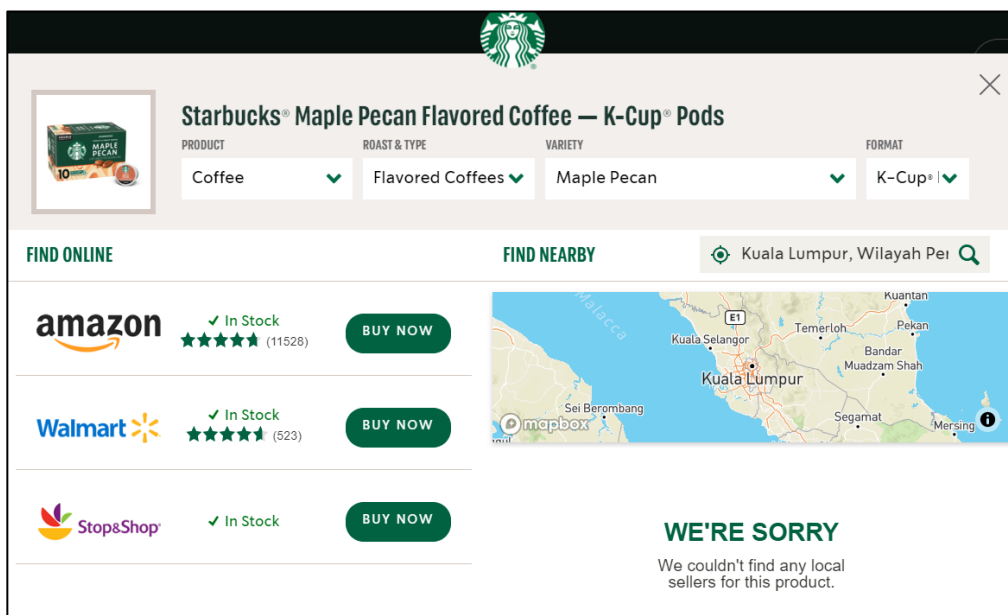 Starbucks® Maple Pecan Flavored Coffee — K-Cup® Pods
PRODUCT
ROAST & TYPE
VARIETY
FORMAT
Coffee
Flavored Coffees
Maple Pecan
K-Cup®
MAPLE
PECAN
10
FIND ONLINE
FIND NEARBY
Kuala Lumpur, Wilayah Per
amazon
✓ In Stock
(11528)
BUY NOW
Walmart
✓ In Stock
(523)
BUY NOW
Stop&Shop
✓ In Stock
BUY NOW
Malacca
Kuantan
E1
Temerloh
Pekan
Kuala Selangor
Bandar
Muadzam Shah
Kuala Lumpur
Sei Berombang
Segamat
Mersing
mapbox
WE'RE SORRY
We couldn't find any local
sellers for this product.